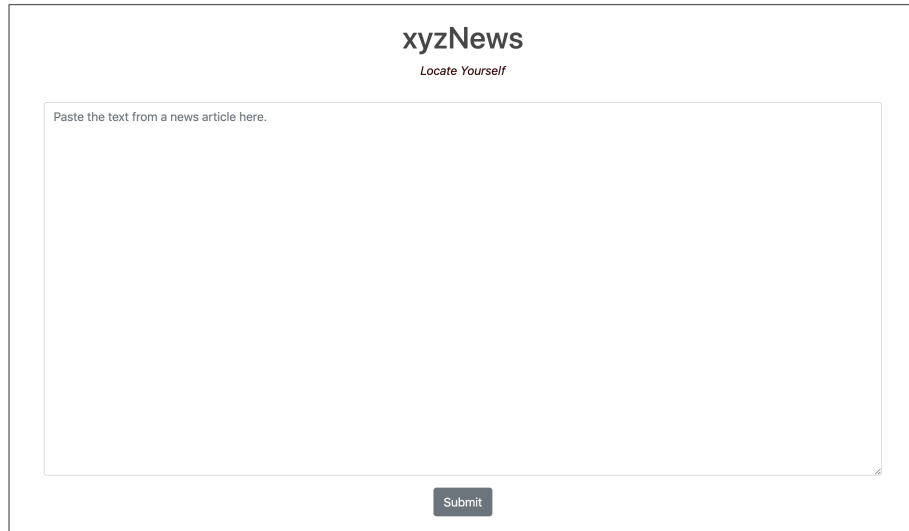 xyzNews
Locate Yourself
Paste the text from a news article here.
Submit